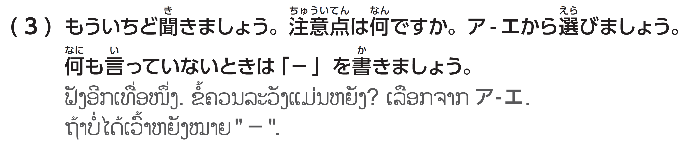 （３）もういちど聞きましょう。注意点は何ですか。ア - エから選びましょう。
何も言っていないときは「－」を書きましょう。
ຟັງອີກເທື່ອໜຶ່ງ. ຂໍ້ຄວນລະວັງແມ່ນຫຍັງ? ເລືອກຈາກ ア-エ.
ຖ້າບໍ່ໄດ້ເວົ້າຫຍັງໝາຍ " － ".